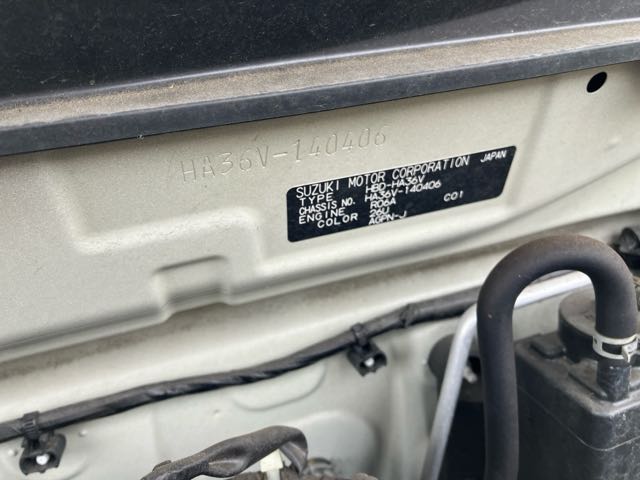 HA36V-140406
SUZUKI MOTOR CORPORATION JAPAN
TYPE HBD-HA36V
CHASSIS NO. HA36V-140406
ENGINE R06A
COLOR 26U C01
AGPN-J